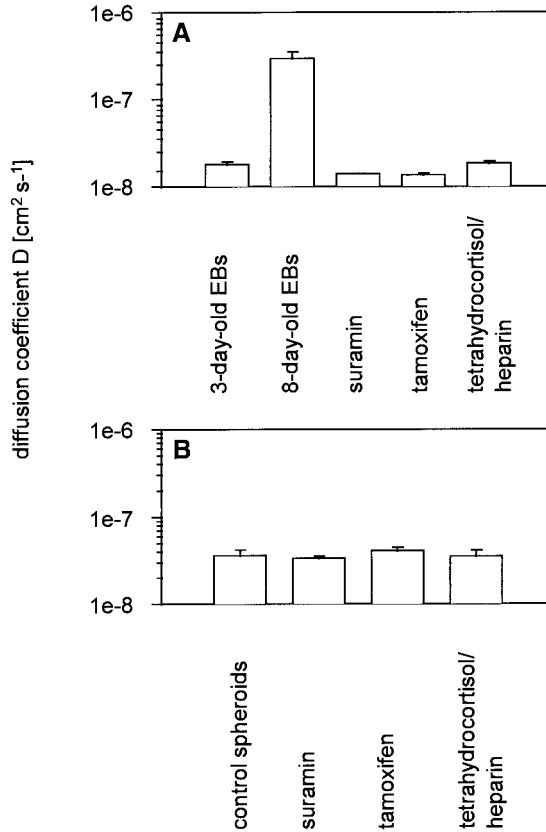 diffusion coefficient D [cm² s⁻¹]
A
1e-6
1e-7
1e-8
3-day-old EBs
8-day-old EBs
suramin
tamoxifen
tetrahydrocortisol/
heparin
B
1e-6
1e-7
1e-8
control spheroids
suramin
tamoxifen
tetrahydrocortisol/
heparin